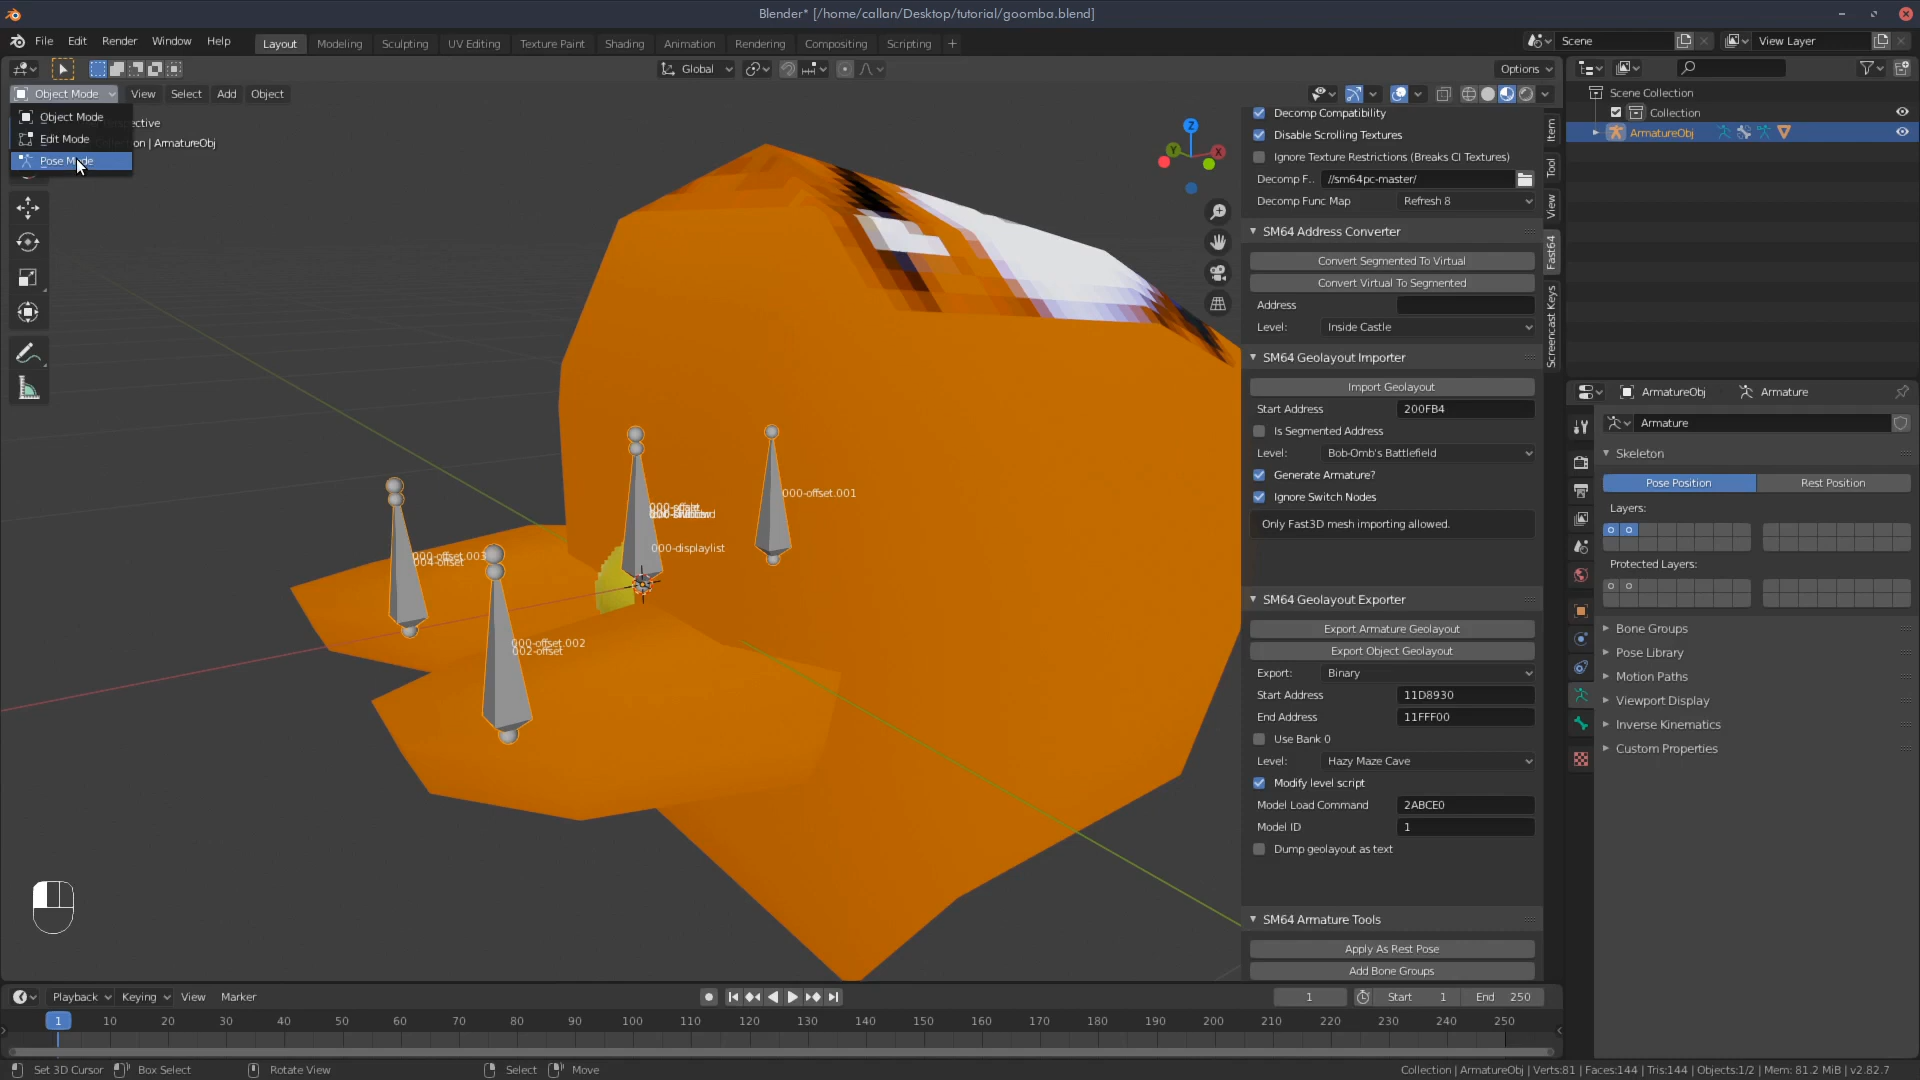 Blender* [/home/callan/Desktop/tutorial/goomba.blend]
File Edit Render Window Help
Layout Modeling Sculpting UV Editing Texture Paint Shading Animation Rendering Compositing Scripting +
Scene
View Layer
Global
Options
Object Mode View Select Add Object
Object Mode
Edit Mode
Pose Mode
| ArmatureObj
Z
Y
X
000-offset.001
000-displaylist
000-offset.003
004-offset
000-offset.002
002-offset
Decomp Compatibility
Disable Scrolling Textures
Ignore Texture Restrictions (Breaks CI Textures)
Decomp F.. //sm64pc-master/
Decomp Func Map Refresh 8
SM64 Address Converter
Convert Segmented To Virtual
Convert Virtual To Segmented
Address
Level: Inside Castle
SM64 Geolayout Importer
Import Geolayout
Start Address 200FB4
Is Segmented Address
Level: Bob-Omb's Battlefield
Generate Armature?
Ignore Switch Nodes
Only Fast3D mesh importing allowed.
SM64 Geolayout Exporter
Export Armature Geolayout
Export Object Geolayout
Export: Binary
Start Address 11D8930
End Address 11FFF00
Use Bank 0
Level: Hazy Maze Cave
Modify level script
Model Load Command 2ABCE0
Model ID 1
Dump geolayout as text
SM64 Armature Tools
Apply As Rest Pose
Add Bone Groups
Item
Tool
View
Fast64
Screencast Keys
Scene Collection
Collection
ArmatureObj
ArmatureObj Armature
Armature
Skeleton
Pose Position Rest Position
Layers:
Protected Layers:
Bone Groups
Pose Library
Motion Paths
Viewport Display
Inverse Kinematics
Custom Properties
Playback Keying View Marker
1 Start 1 End 250
1 10 20 30 40 50 60 70 80 90 100 110 120 130 140 150 160 170 180 190 200 210 220 230 240 250
Set 3D Cursor Box Select Rotate View Select Move
Collection | ArmatureObj | Verts:81 | Faces:144 | Tris:144 | Objects:1/2 | Mem: 81.2 MiB | v2.82.7